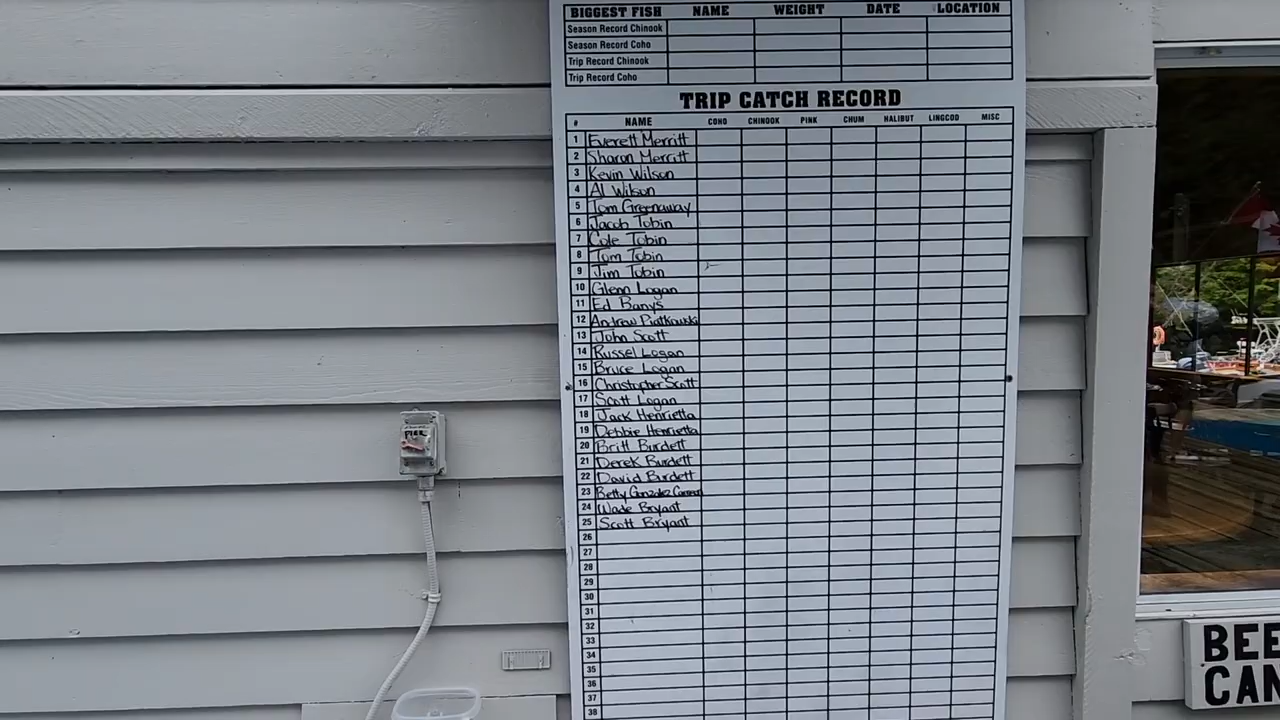 BIGGEST FISH NAME WEIGHT DATE LOCATION
Season Record Chinook
Season Record Coho
Trip Record Chinook
Trip Record Coho
TRIP CATCH RECORD
# NAME COHO CHINOOK PINK CHUM HALIBUT LINGCOD MISC
1 Everett Merritt
2 Sharon Merritt
3 Kevin Wilson
4 Al Wilson
5 Tom Greenaway
6 Jacob Tobin
7 Cole Tobin
8 Tom Tobin
9 Jim Tobin
10 Glenn Logan
11 Ed Banys
12 Andrew Piatkowski
13 John Scott
14 Russel Logan
15 Bruce Logan
16 Christopher Scott
17 Scott Logan
18 Jack Henrietta
19 Debbie Henrietta
20 Britt Burdett
21 Derek Burdett
22 David Burdett
23 Betty Gonzalez
24 Wade Bryant
25 Scott Bryant
26
27
28
29
30
31
32
33
34
35
36
37
38
BEE
CAN